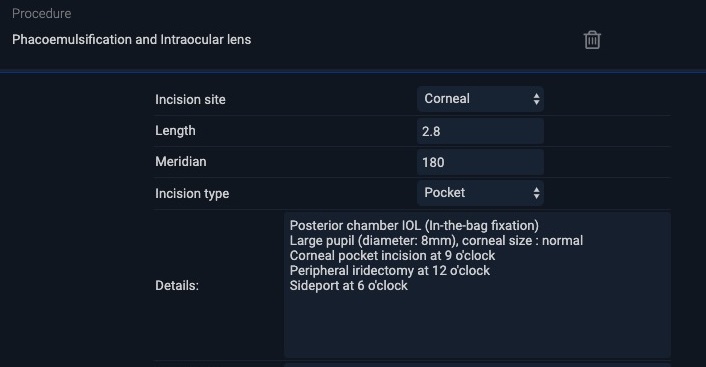 Procedure
Phacoemulsification and Intraocular lens
Incision site Corneal
Length 2.8
Meridian 180
Incision type Pocket
Posterior chamber IOL (In-the-bag fixation)
Large pupil (diameter: 8mm), corneal size : normal
Corneal pocket incision at 9 o'clock
Peripheral iridectomy at 12 o'clock
Details: Sideport at 6 o'clock